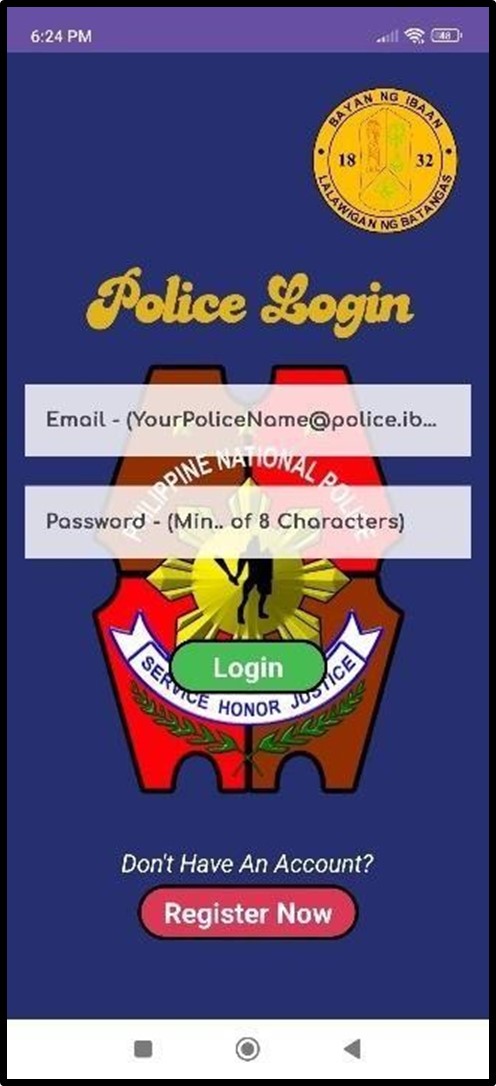 6:24 PM
48
BAYAN NG IBAAN
18 32
LALAWIGAN NG BATANGAS
Police Login
Email - (YourPoliceName@police.ib...
PHILIPPINE NATIONAL POLICE
Password - (Min.. of 8 Characters)
Login
SERVICE HONOR JUSTICE
Don't Have An Account?
Register Now